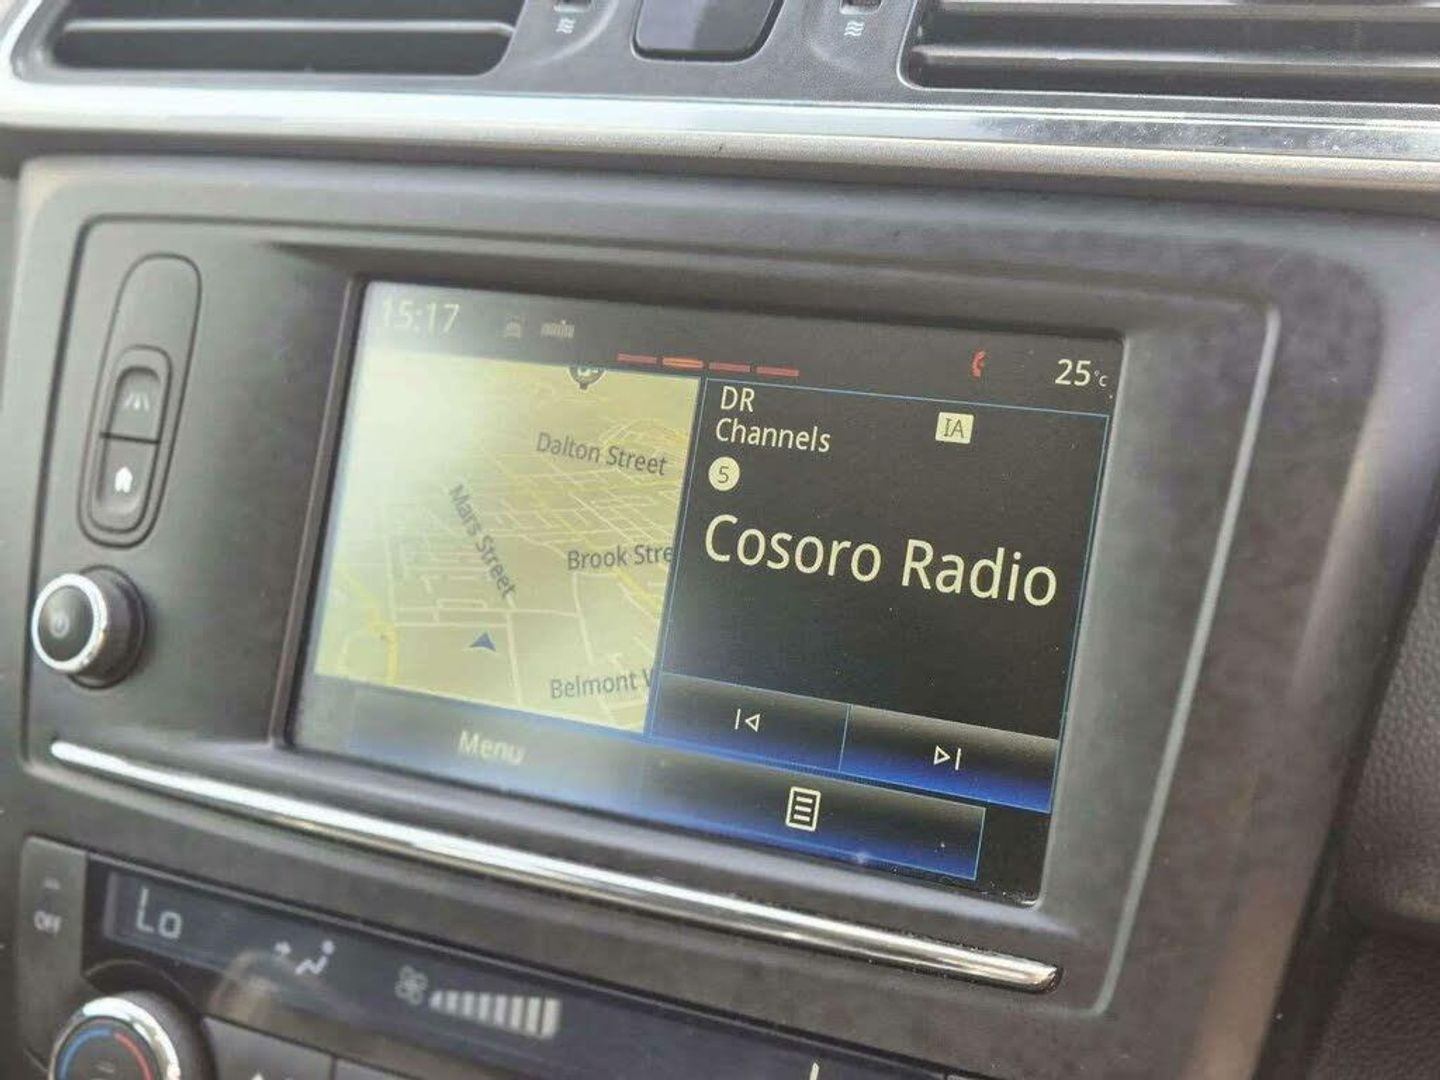 15:17
25°c
DR
Channels
IA
5
Cosoro Radio
Dalton Street
Mars Street
Brook Stre
Belmont
Menu
OFF
Lo